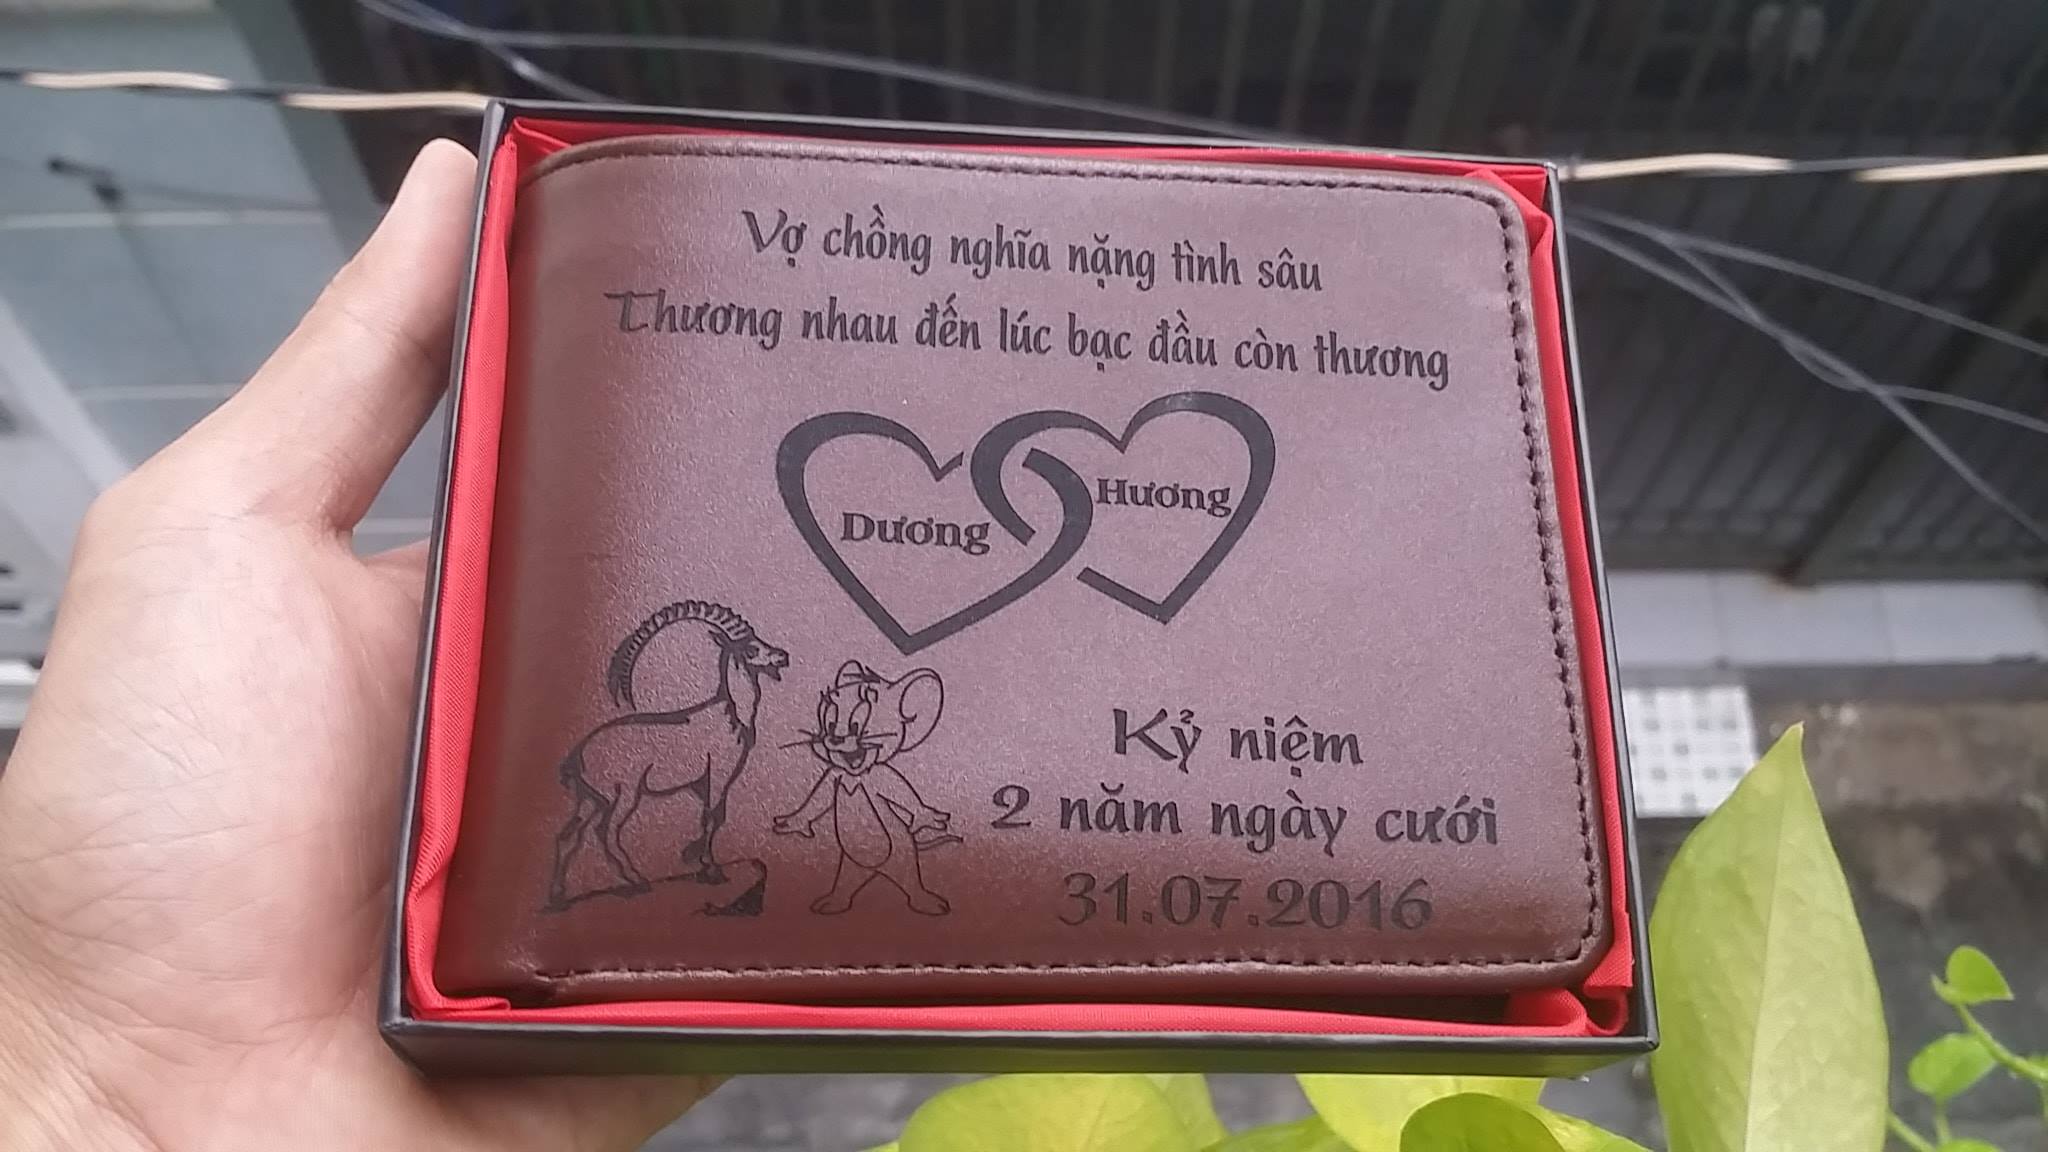 Vợ chồng nghĩa nặng tình sâu
Thương nhau đến lúc bạc đầu còn thương
Dương
Hương
Kỷ niệm
2 năm ngày cưới
31.07.2016